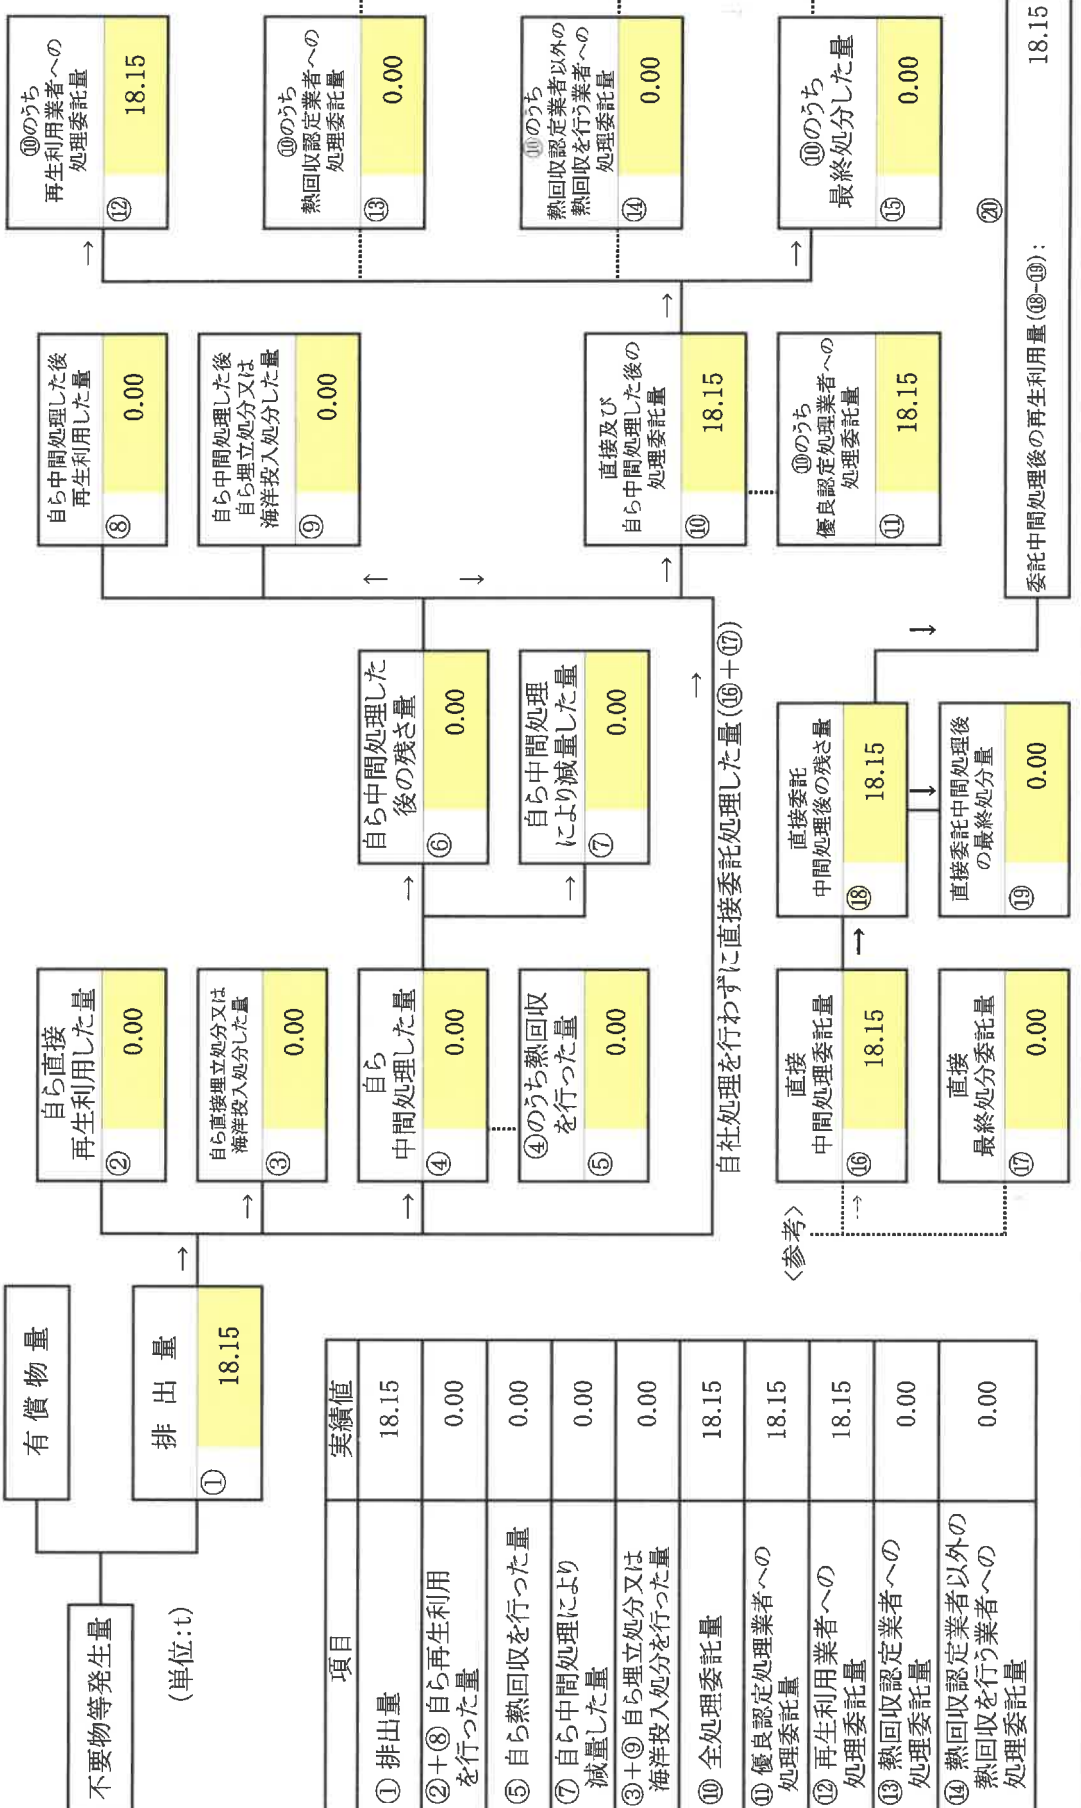 不要物等発生量
(単位:t)
有償物量
排出量
① 18.15
自ら直接
再生利用した量
② 0.00
自ら直接埋立処分又は
海洋投入処分した量
③ 0.00
自ら
中間処理した量
④ 0.00
④のうち熱回収
を行った量
⑤ 0.00
自ら中間処理した
後の残さ量
⑥ 0.00
自ら中間処理
により減量した量
⑦ 0.00
自ら中間処理した後
再生利用した量
⑧ 0.00
自ら中間処理した後
自ら埋立処分又は
海洋投入処分した量
⑨ 0.00
直接及び
自ら中間処理した後の
処理委託量
⑩ 18.15
⑩のうち
優良認定処理業者への
処理委託量
⑪ 18.15
⑩のうち
再生利用業者への
処理委託量
⑫ 18.15
⑩のうち
熱回収認定業者への
処理委託量
⑬ 0.00
⑩のうち
熱回収認定業者以外の
熱回収を行う業者への
処理委託量
⑭ 0.00
⑩のうち
最終処分した量
⑮ 0.00
自社処理を行わずに直接委託処理した量(⑯+⑰)
<参考>
直接
中間処理委託量
⑯ 18.15
直接
最終処分委託量
⑰ 0.00
直接委託
中間処理後の残さ量
⑱ 18.15
直接委託中間処理後
の最終処分量
⑲ 0.00
⑳
委託中間処理後の再生利用量(⑱-⑲): 18.15
項目 実績値
① 排出量 18.15
②+⑧ 自ら再生利用
を行った量 0.00
⑤ 自ら熱回収を行った量 0.00
⑦ 自ら中間処理により
減量した量 0.00
③+⑨ 自ら埋立処分又は
海洋投入処分を行った量 0.00
⑩ 全処理委託量 18.15
⑪ 優良認定処理業者への
処理委託量 18.15
⑫ 再生利用業者への
処理委託量 18.15
⑬ 熱回収認定業者への
処理委託量 0.00
⑭ 熱回収認定業者以外の
熱回収を行う業者への
処理委託量 0.00